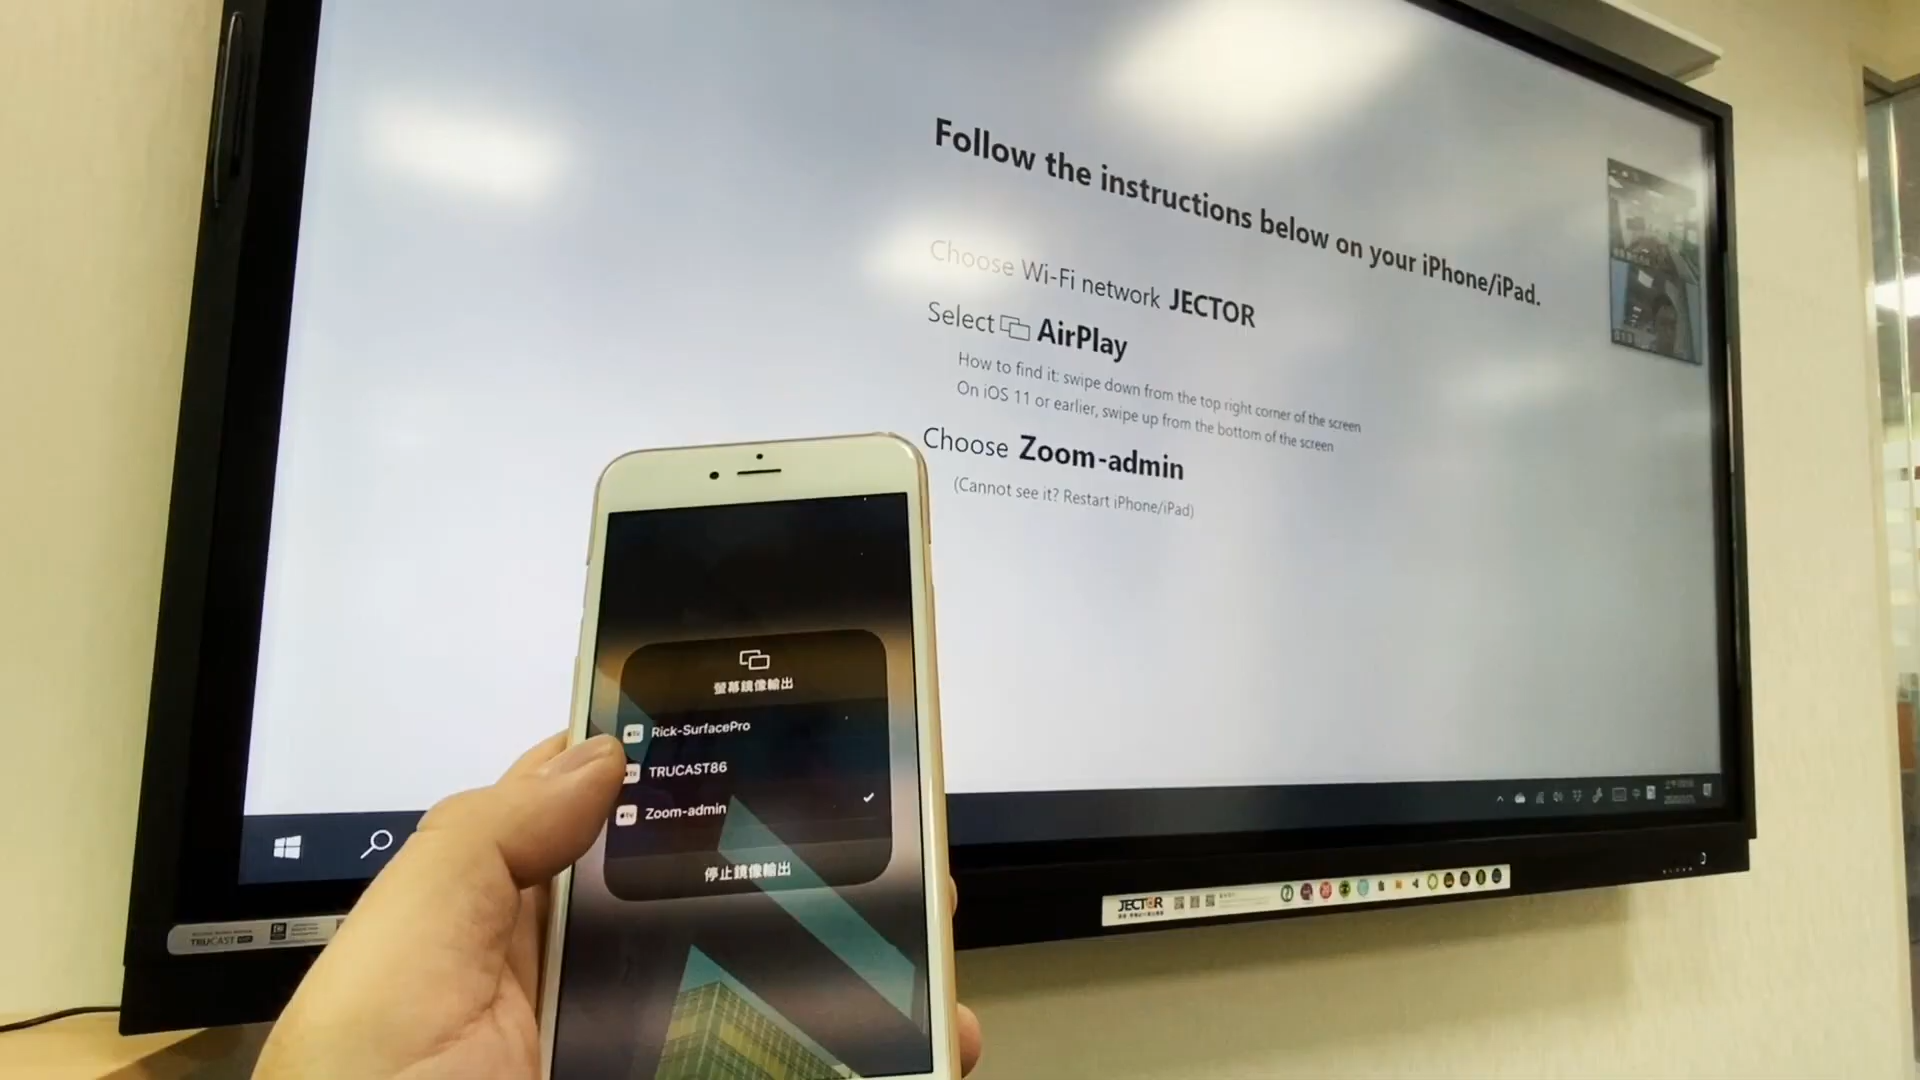 Follow the instructions below on your iPhone/iPad.
Choose Wi-Fi network JECTOR
Select AirPlay
How to find it: swipe down from the top right corner of the screen
On iOS 11 or earlier, swipe up from the bottom of the screen
Choose Zoom-admin
(Cannot see it? Restart iPhone/iPad)
螢幕鏡像輸出
Rick-SurfacePro
TRUCAST86
Zoom-admin
停止鏡像輸出
TRUCAST
JECTOR